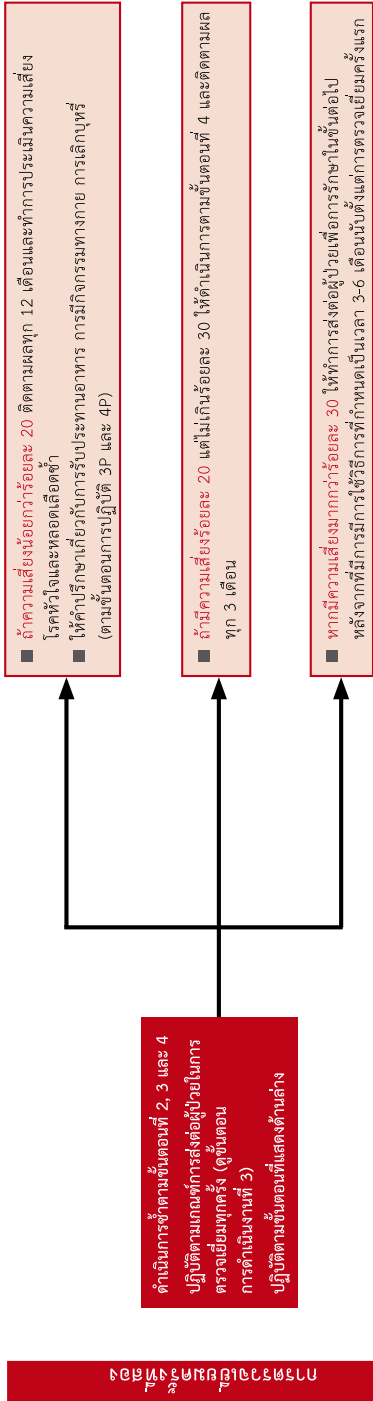 การตรวจเยี่ยมครั้งที่สอง
ดำเนินการซ้ำตามขั้นตอนที่ 2, 3 และ 4
ปฏิบัติตามเกณฑ์การส่งต่อผู้ป่วยในการ
ตรวจเยี่ยมทุกครั้ง (ดูขั้นตอน
การดำเนินงานที่ 3)
ปฏิบัติตามขั้นตอนที่แสดงด้านล่าง
■ ถ้าความเสี่ยงน้อยกว่าร้อยละ 20 ติดตามผลทุก 12 เดือนและทำการประเมินความเสี่ยง
โรคหัวใจและหลอดเลือดซ้ำ
■ ให้คำปรึกษาเกี่ยวกับการรับประทานอาหาร การมีกิจกรรมทางกาย การเลิกบุหรี่
(ตามขั้นตอนการปฏิบัติ 3P และ 4P)
■ ถ้ามีความเสี่ยงร้อยละ 20 แต่ไม่เกินร้อยละ 30 ให้ดำเนินการตามขั้นตอนที่ 4 และติดตามผล
ทุก 3 เดือน
■ หากมีความเสี่ยงมากกว่าร้อยละ 30 ให้ทำการส่งต่อผู้ป่วยเพื่อการรักษาในขั้นต่อไป
หลังจากที่มีการมีการใช้วิธีการที่กำหนดเป็นเวลา 3-6 เดือนนับตั้งแต่การตรวจเยี่ยมครั้งแรก